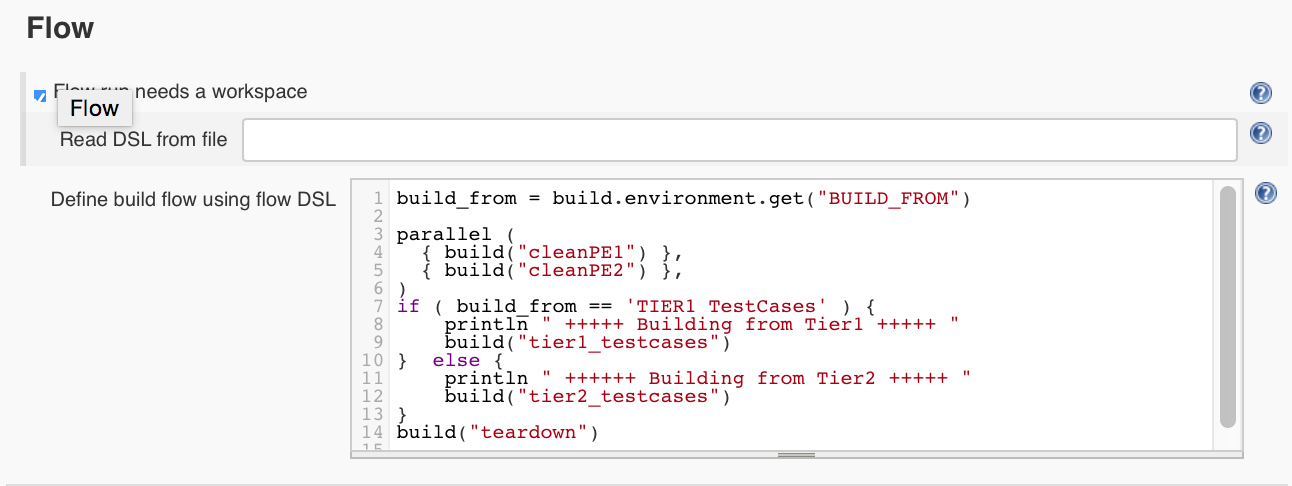 Flow
Flow run needs a workspace
Flow
Read DSL from file
Define build flow using flow DSL
1 build_from = build.environment.get("BUILD_FROM")
2
3 parallel (
4   { build("cleanPE1") },
5   { build("cleanPE2") },
6 )
7 if ( build_from == 'TIER1 TestCases' ) {
8     println " +++++ Building from Tier1 +++++ "
9     build("tier1_testcases")
10 }  else {
11     println " ++++++ Building from Tier2 +++++ "
12     build("tier2_testcases")
13 }
14 build("teardown")
15